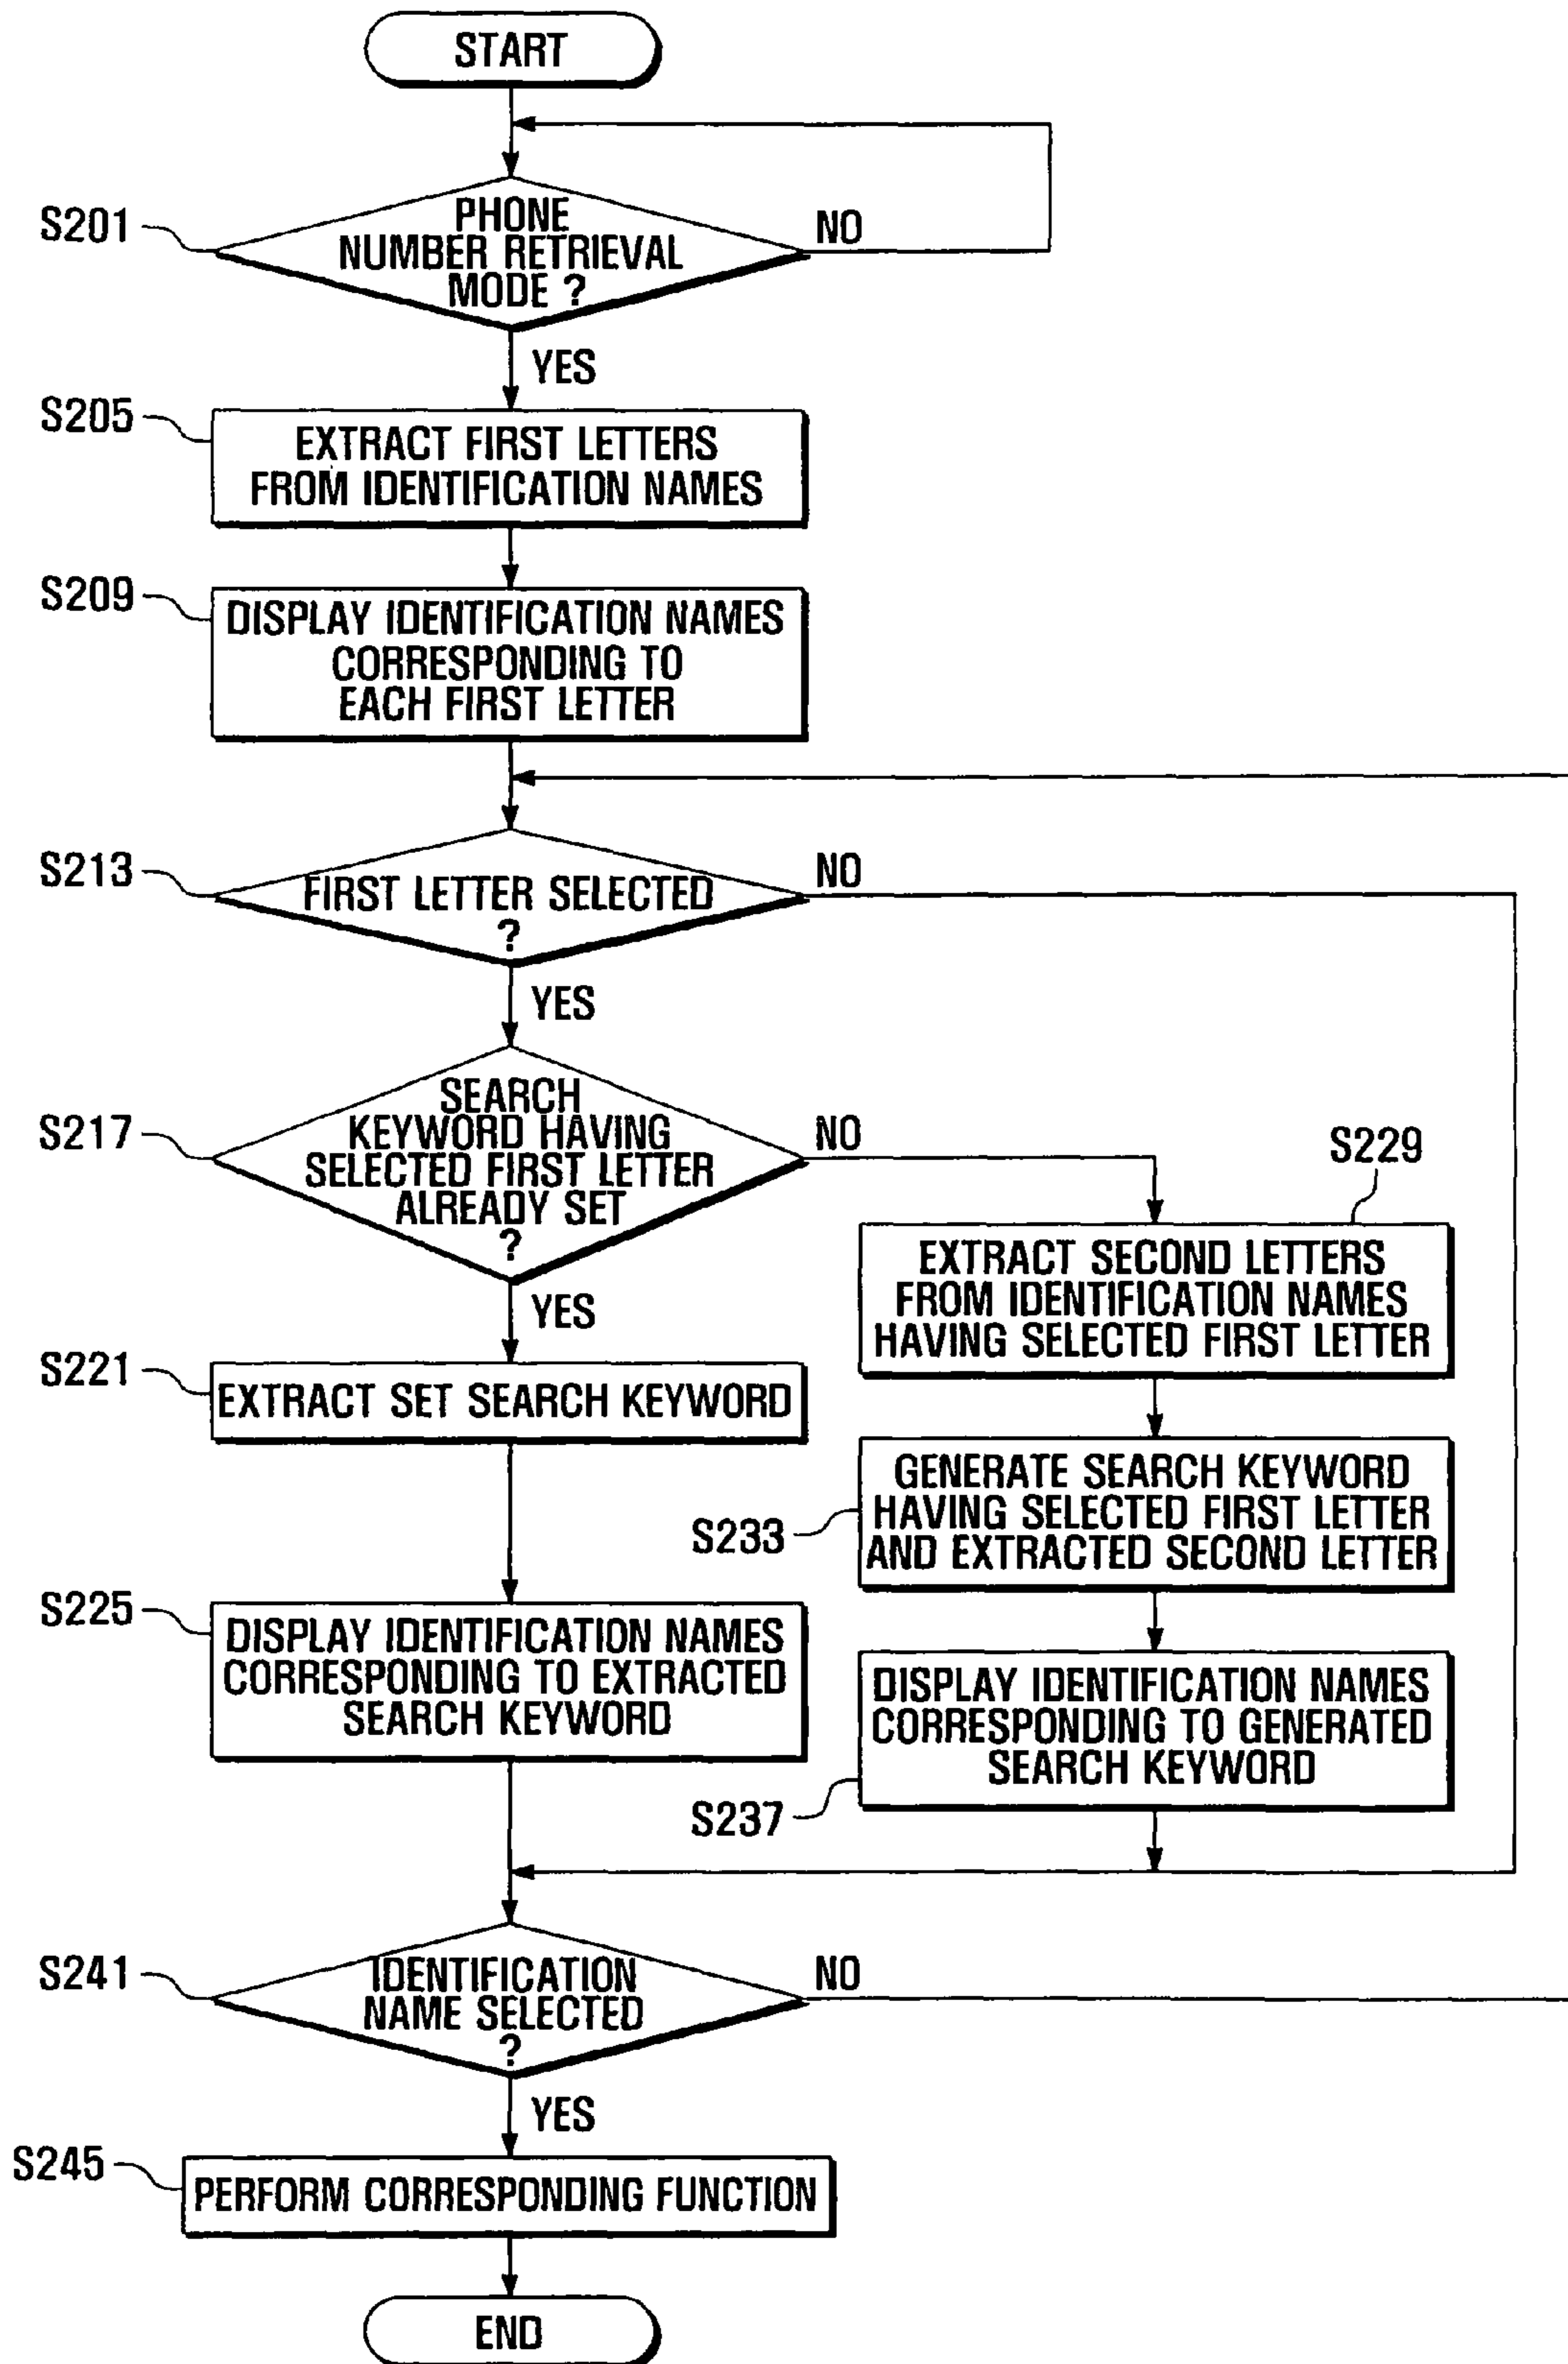 START
S201
PHONE
NUMBER RETRIEVAL
MODE ?
NO
YES
S205
EXTRACT FIRST LETTERS
FROM IDENTIFICATION NAMES
S209
DISPLAY IDENTIFICATION NAMES
CORRESPONDING TO
EACH FIRST LETTER
S213
FIRST LETTER SELECTED
?
NO
YES
S217
SEARCH
KEYWORD HAVING
SELECTED FIRST LETTER
ALREADY SET
?
NO
YES
S229
EXTRACT SECOND LETTERS
FROM IDENTIFICATION NAMES
HAVING SELECTED FIRST LETTER
S221
EXTRACT SET SEARCH KEYWORD
S233
GENERATE SEARCH KEYWORD
HAVING SELECTED FIRST LETTER
AND EXTRACTED SECOND LETTER
S225
DISPLAY IDENTIFICATION NAMES
CORRESPONDING TO EXTRACTED
SEARCH KEYWORD
S237
DISPLAY IDENTIFICATION NAMES
CORRESPONDING TO GENERATED
SEARCH KEYWORD
S241
IDENTIFICATION
NAME SELECTED
?
NO
YES
S245
PERFORM CORRESPONDING FUNCTION
END